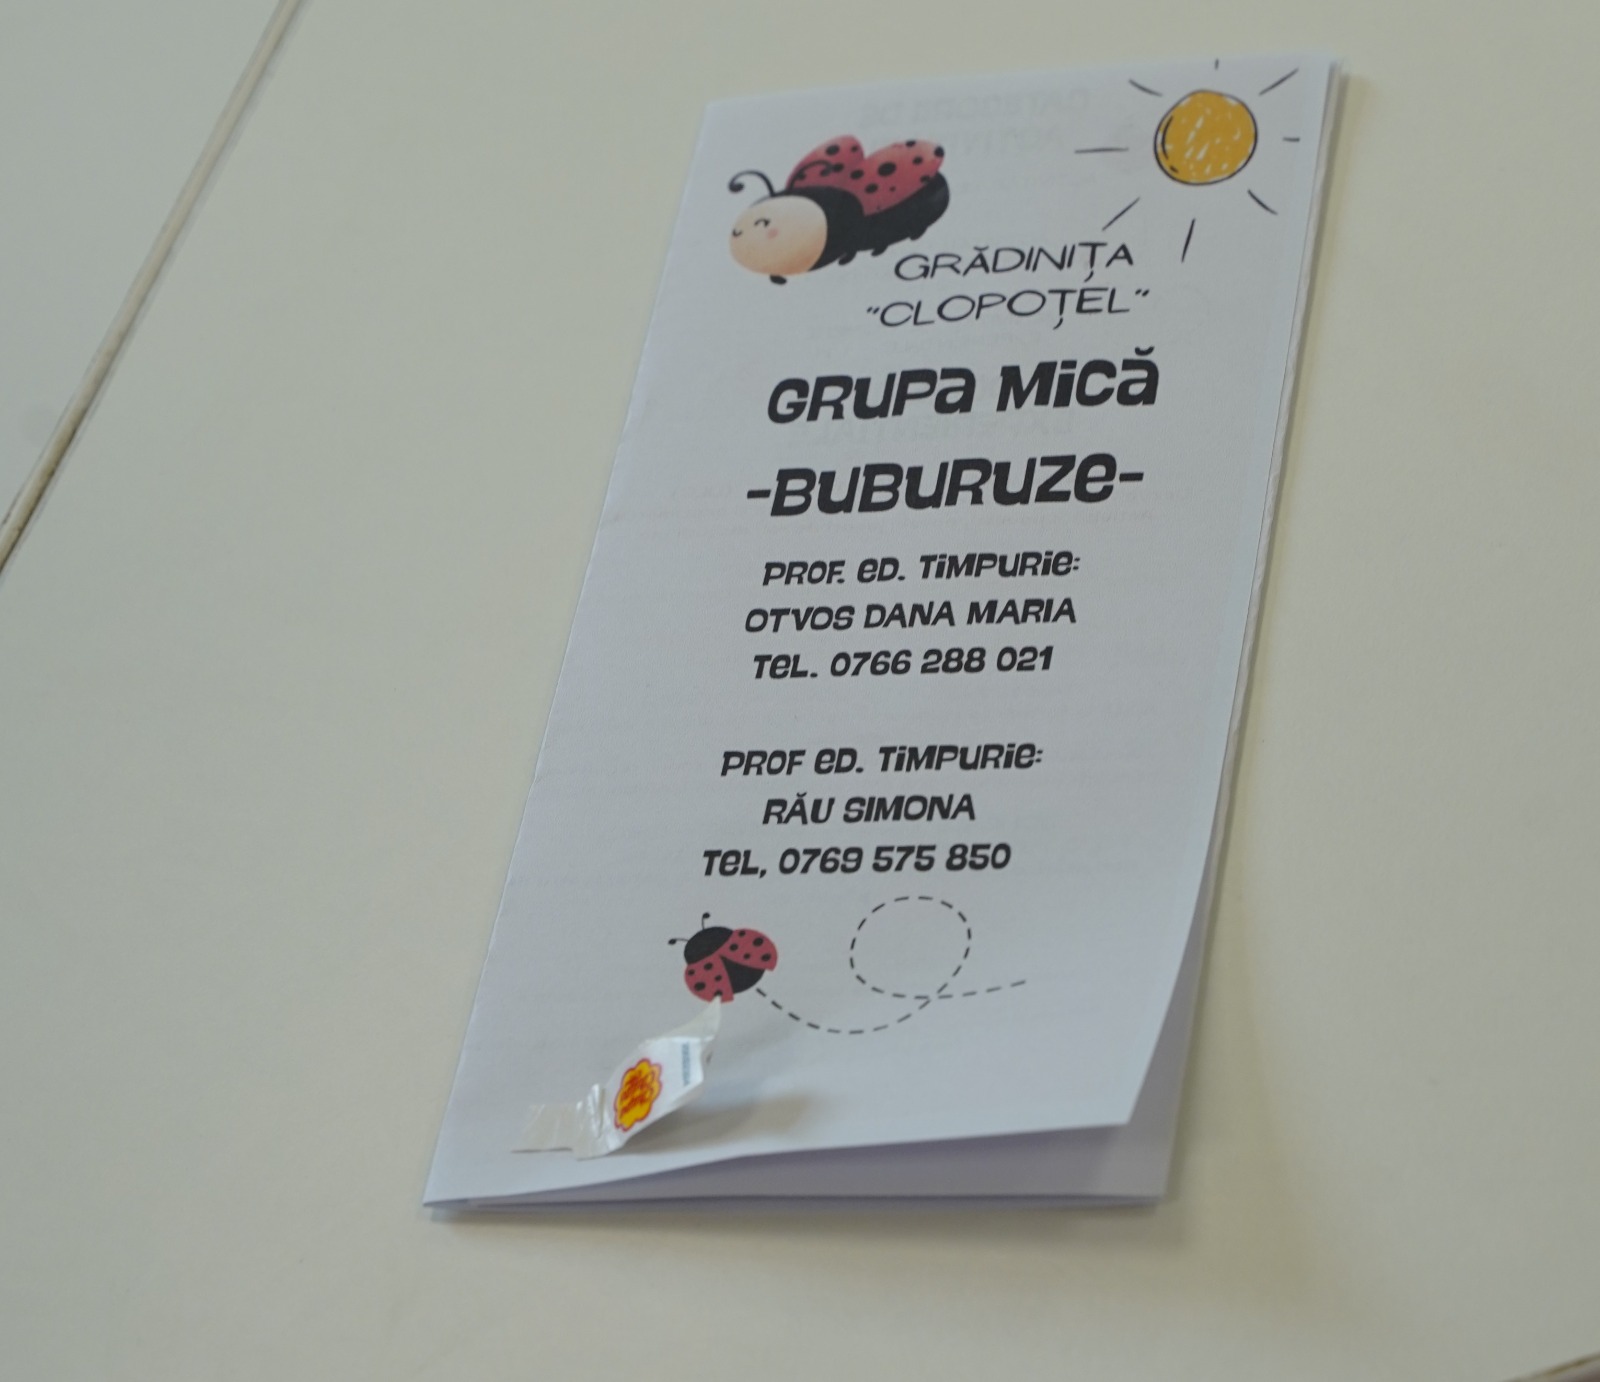 GRĂDINIȚA
"CLOPOȚEL"
GRUPA MICĂ
-BUBURUZE-
PROF. ED. TIMPURIE:
OTVOS DANA MARIA
TEL. 0766 288 021
PROF ED. TIMPURIE:
RĂU SIMONA
TEL, 0769 575 850